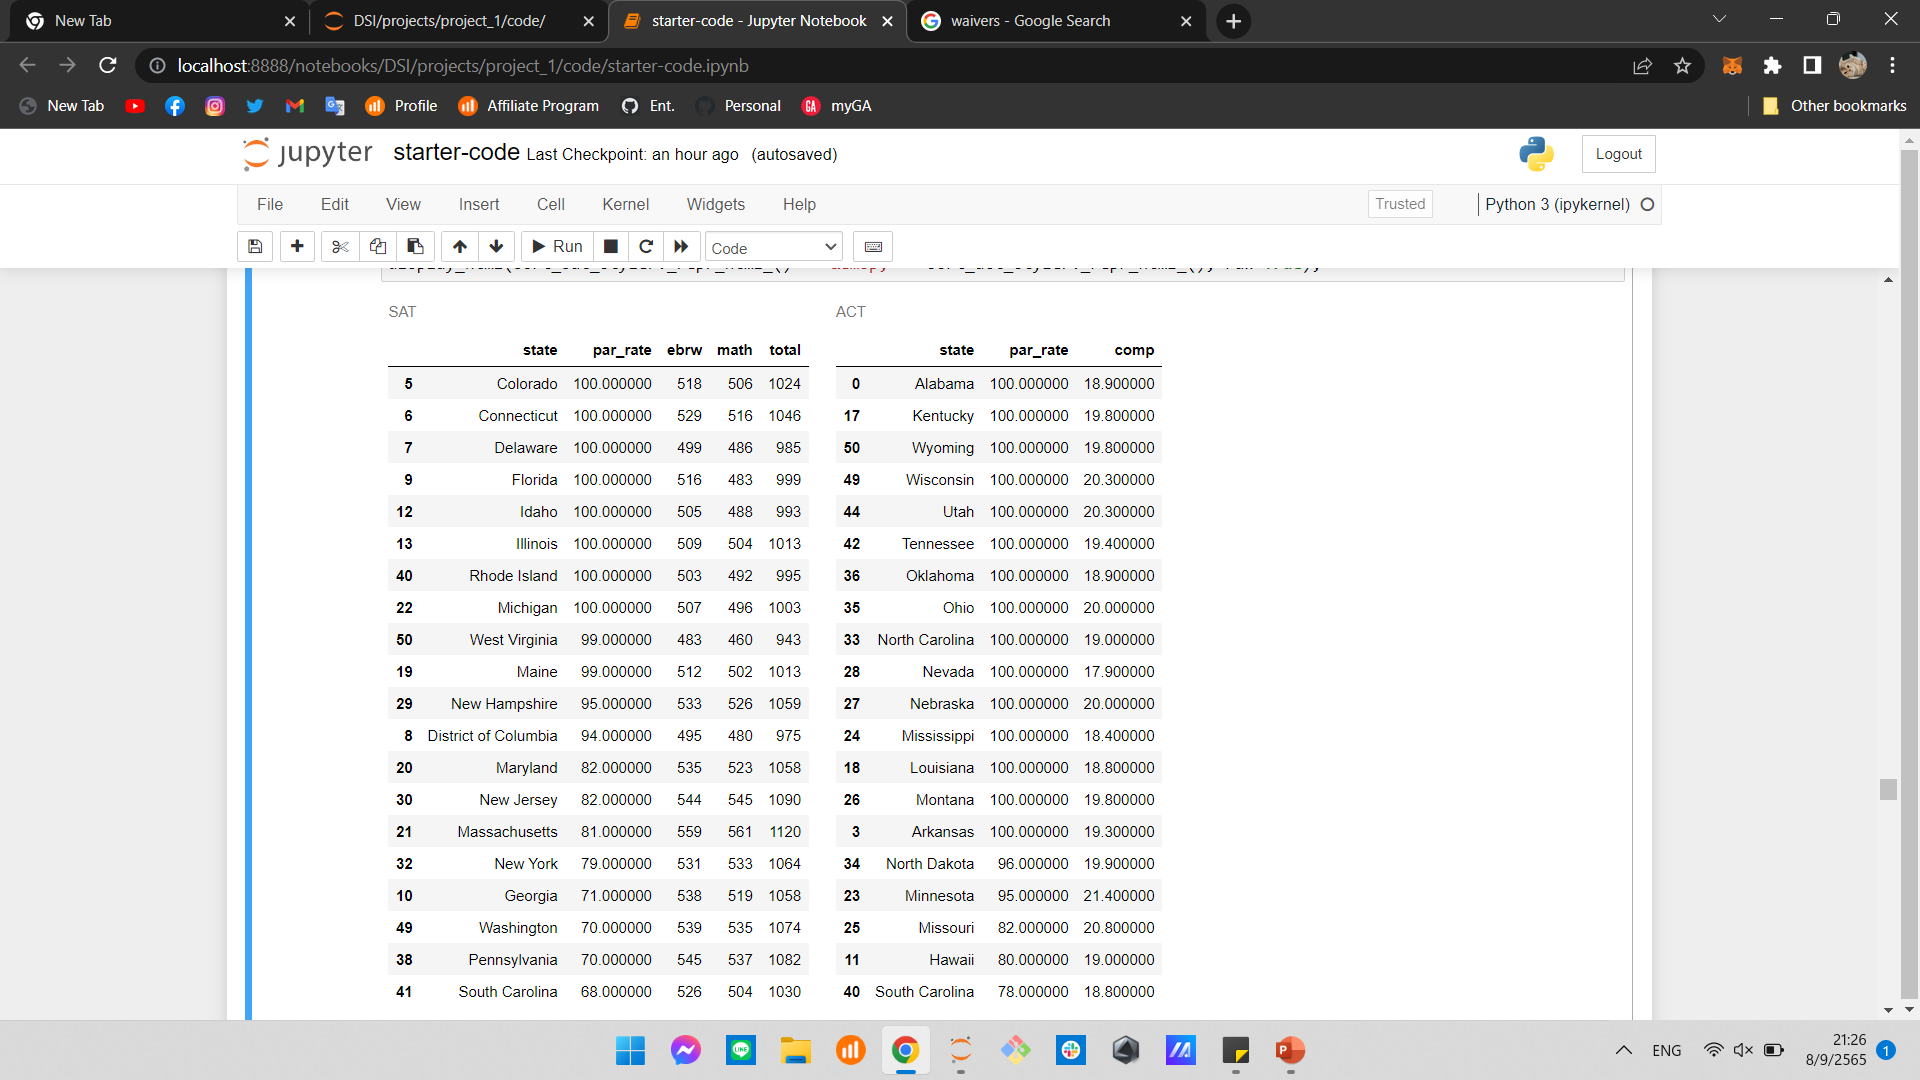 New Tab
DSI/projects/project_1/code/
starter-code - Jupyter Notebook
waivers - Google Search
localhost:8888/notebooks/DSI/projects/project_1/code/starter-code.ipynb
New Tab Profile Affiliate Program Ent. Personal GA myGA Other bookmarks
jupyter starter-code Last Checkpoint: an hour ago (autosaved) Logout
File Edit View Insert Cell Kernel Widgets Help Trusted Python 3 (ipykernel)
Run Code
SAT
state par_rate ebrw math total
5 Colorado 100.000000 518 506 1024
6 Connecticut 100.000000 529 516 1046
7 Delaware 100.000000 499 486 985
9 Florida 100.000000 516 483 999
12 Idaho 100.000000 505 488 993
13 Illinois 100.000000 509 504 1013
40 Rhode Island 100.000000 503 492 995
22 Michigan 100.000000 507 496 1003
50 West Virginia 99.000000 483 460 943
19 Maine 99.000000 512 502 1013
29 New Hampshire 95.000000 533 526 1059
8 District of Columbia 94.000000 495 480 975
20 Maryland 82.000000 535 523 1058
30 New Jersey 82.000000 544 545 1090
21 Massachusetts 81.000000 559 561 1120
32 New York 79.000000 531 533 1064
10 Georgia 71.000000 538 519 1058
49 Washington 70.000000 539 535 1074
38 Pennsylvania 70.000000 545 537 1082
41 South Carolina 68.000000 526 504 1030
ACT
state par_rate comp
0 Alabama 100.000000 18.900000
17 Kentucky 100.000000 19.800000
50 Wyoming 100.000000 19.800000
49 Wisconsin 100.000000 20.300000
44 Utah 100.000000 20.300000
42 Tennessee 100.000000 19.400000
36 Oklahoma 100.000000 18.900000
35 Ohio 100.000000 20.000000
33 North Carolina 100.000000 19.000000
28 Nevada 100.000000 17.900000
27 Nebraska 100.000000 20.000000
24 Mississippi 100.000000 18.400000
18 Louisiana 100.000000 18.800000
26 Montana 100.000000 19.800000
3 Arkansas 100.000000 19.300000
34 North Dakota 96.000000 19.900000
23 Minnesota 95.000000 21.400000
25 Missouri 82.000000 20.800000
11 Hawaii 80.000000 19.000000
40 South Carolina 78.000000 18.800000
LINE
ENG
21:26
8/9/2565
1